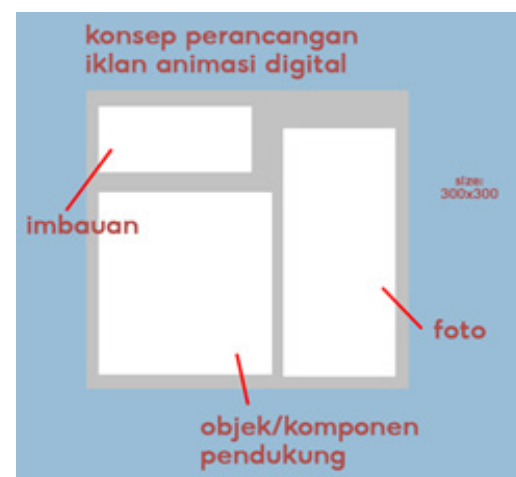 konsep perancangan
iklan animasi digital
size:
300x300
imbauan
foto
objek/komponen
pendukung